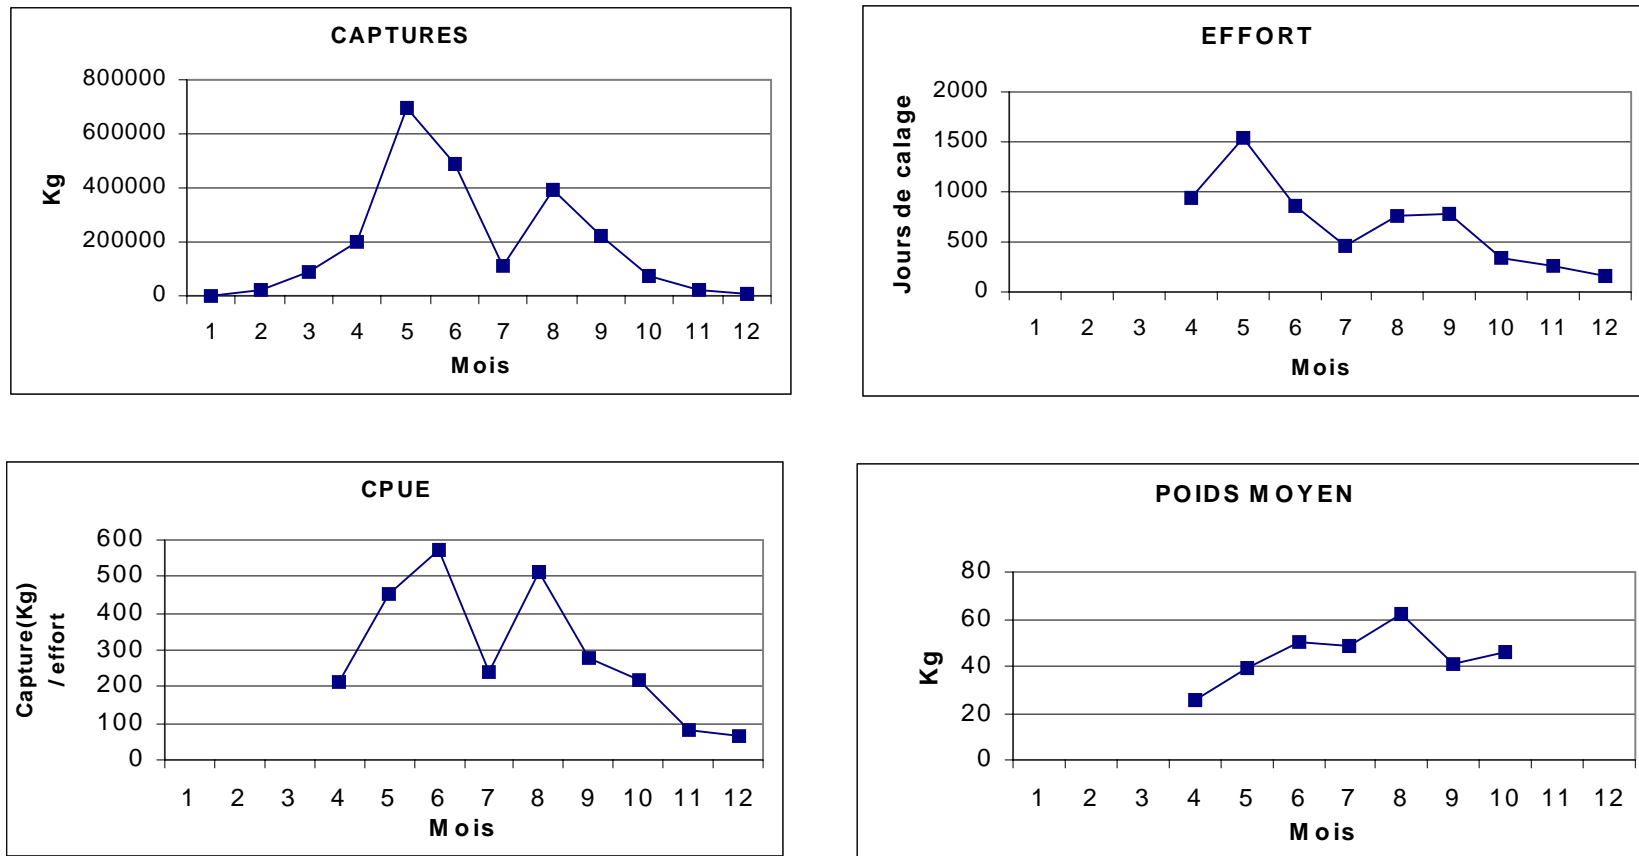 CAPTURES
Kg
800000
600000
400000
200000
0
1 2 3 4 5 6 7 8 9 10 11 12
Mois
EFFORT
Jours de calage
2000
1500
1000
500
0
1 2 3 4 5 6 7 8 9 10 11 12
Mois
CPUE
Capture(Kg)
/ effort
600
500
400
300
200
100
0
1 2 3 4 5 6 7 8 9 10 11 12
Mois
POIDS MOYEN
Kg
80
60
40
20
0
1 2 3 4 5 6 7 8 9 10 11 12
Mois